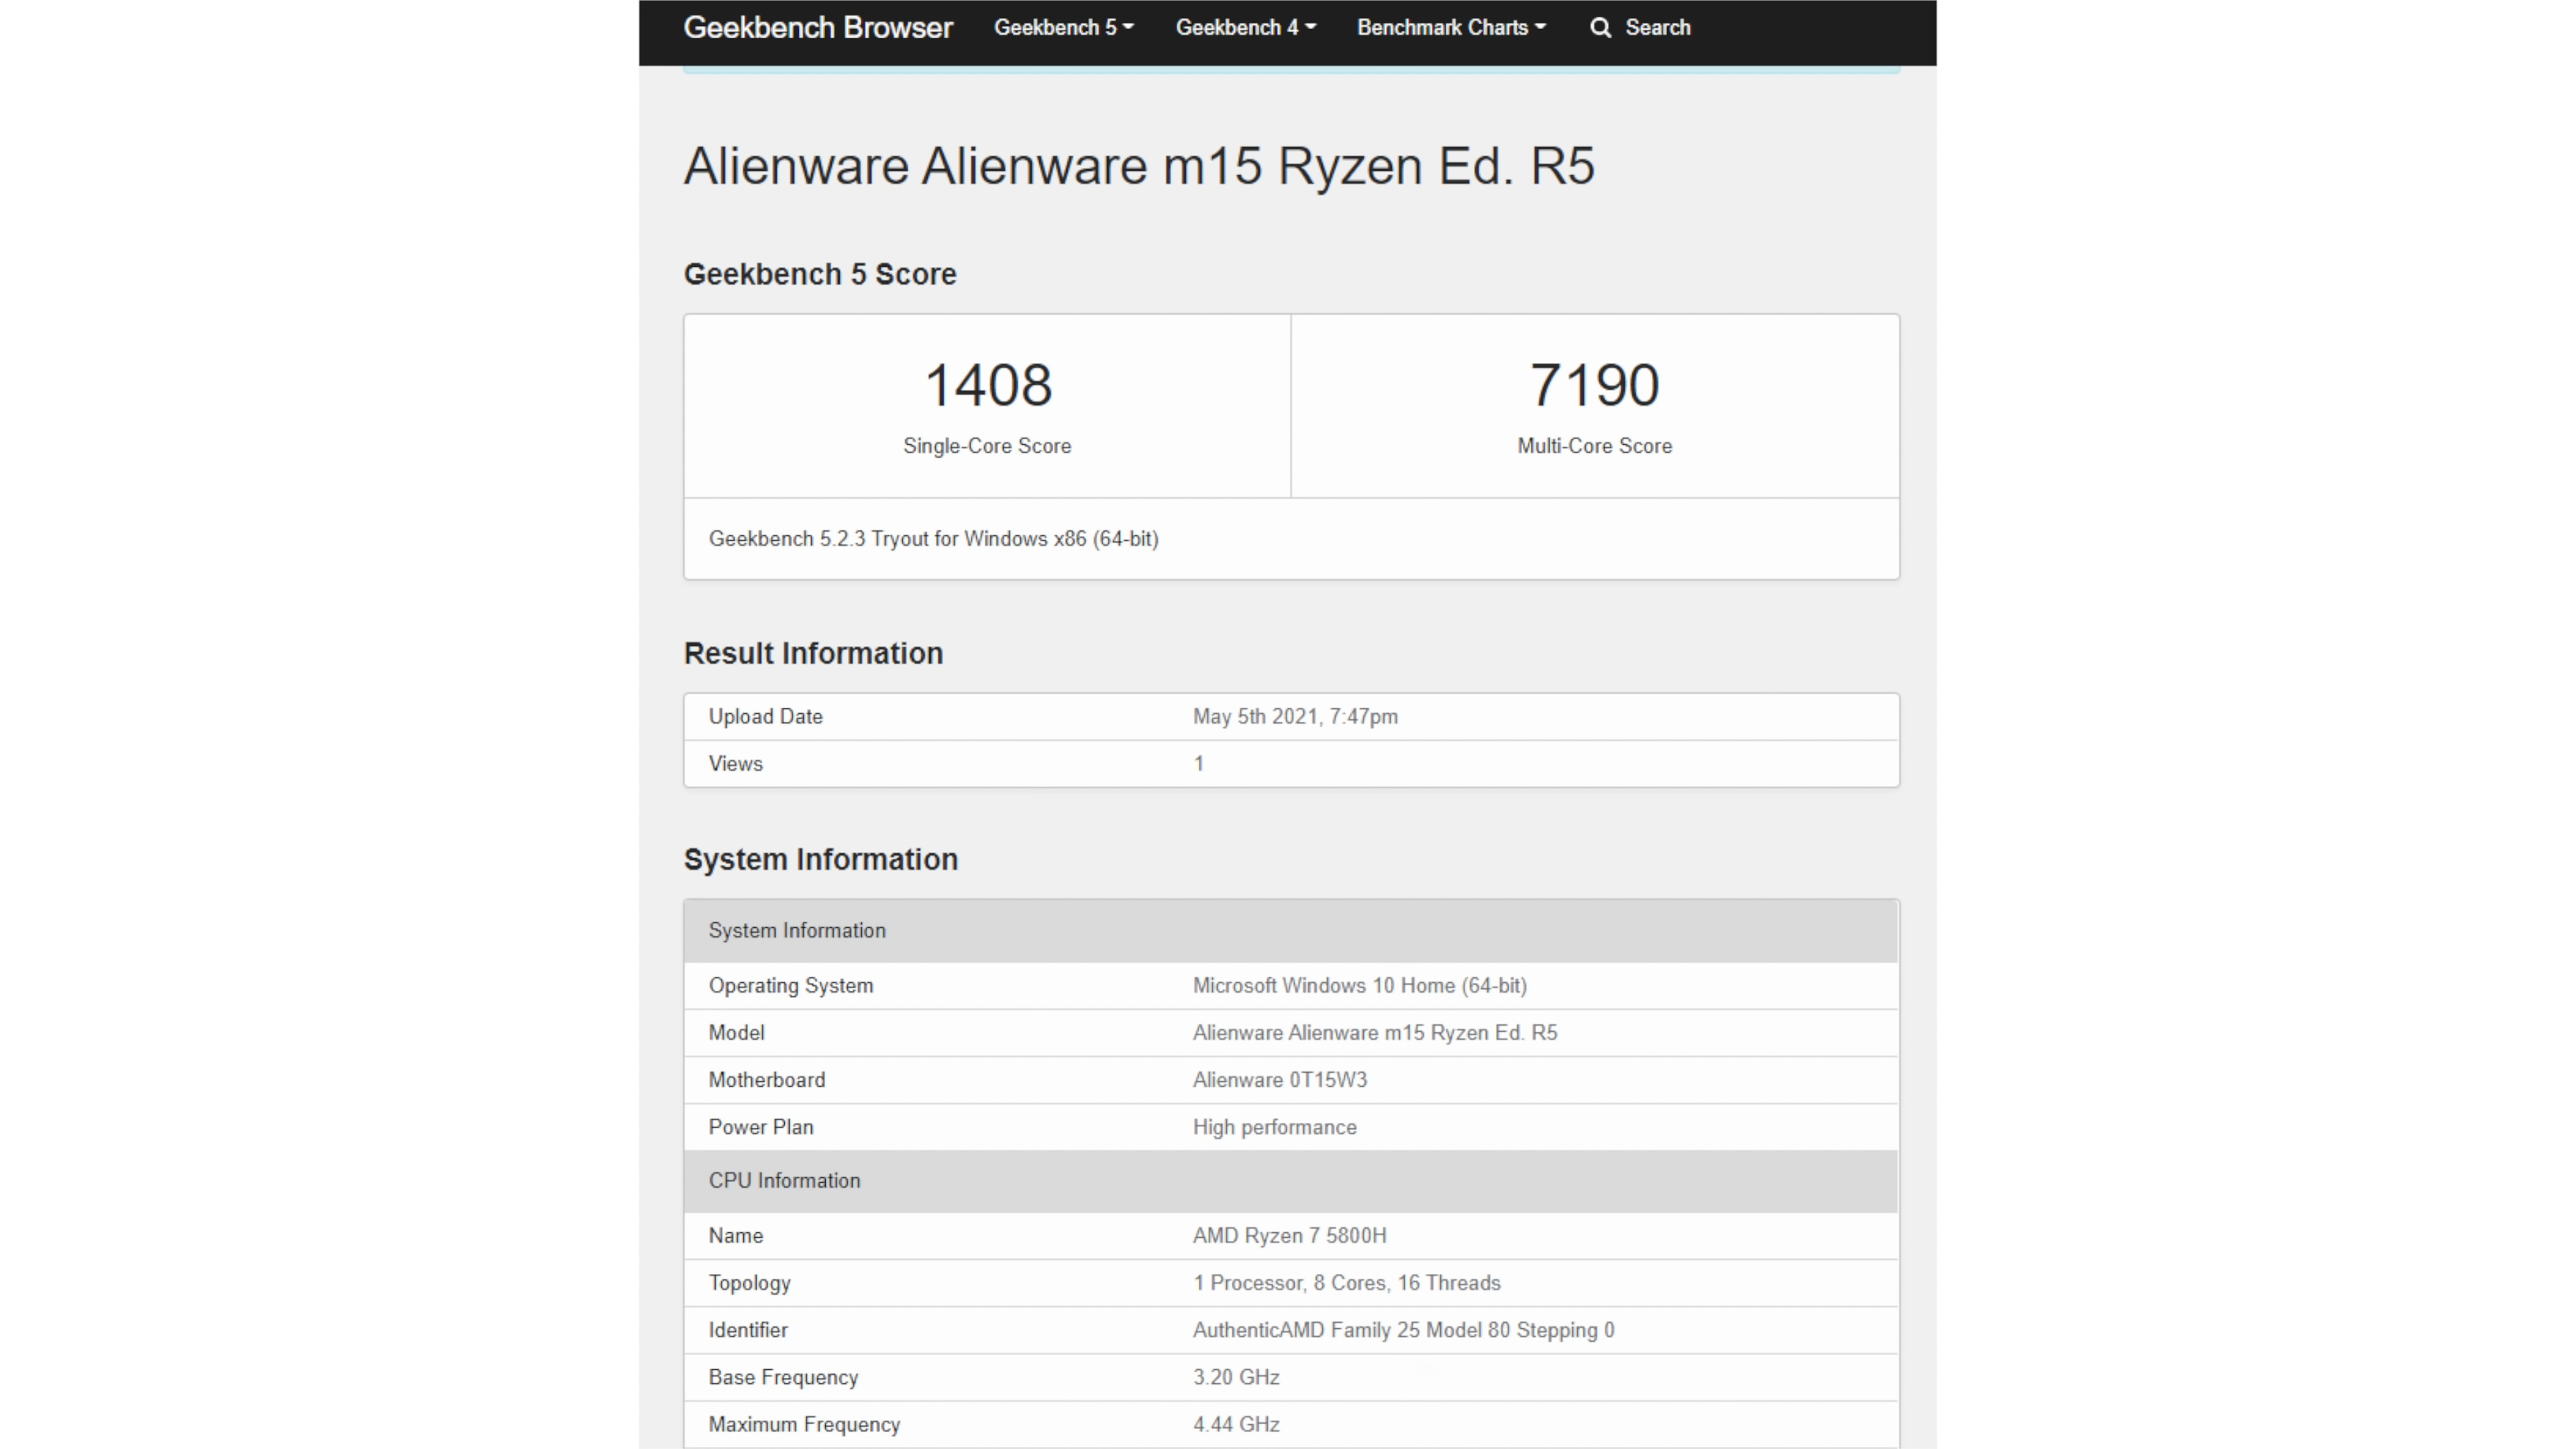 Geekbench Browser Geekbench 5 Geekbench 4 Benchmark Charts Search
Alienware Alienware m15 Ryzen Ed. R5
Geekbench 5 Score
1408 7190
Single-Core Score Multi-Core Score
Geekbench 5.2.3 Tryout for Windows x86 (64-bit)
Result Information
Upload Date May 5th 2021, 7:47pm
Views 1
System Information
System Information
Operating System Microsoft Windows 10 Home (64-bit)
Model Alienware Alienware m15 Ryzen Ed. R5
Motherboard Alienware 0T15W3
Power Plan High performance
CPU Information
Name AMD Ryzen 7 5800H
Topology 1 Processor, 8 Cores, 16 Threads
Identifier AuthenticAMD Family 25 Model 80 Stepping 0
Base Frequency 3.20 GHz
Maximum Frequency 4.44 GHz